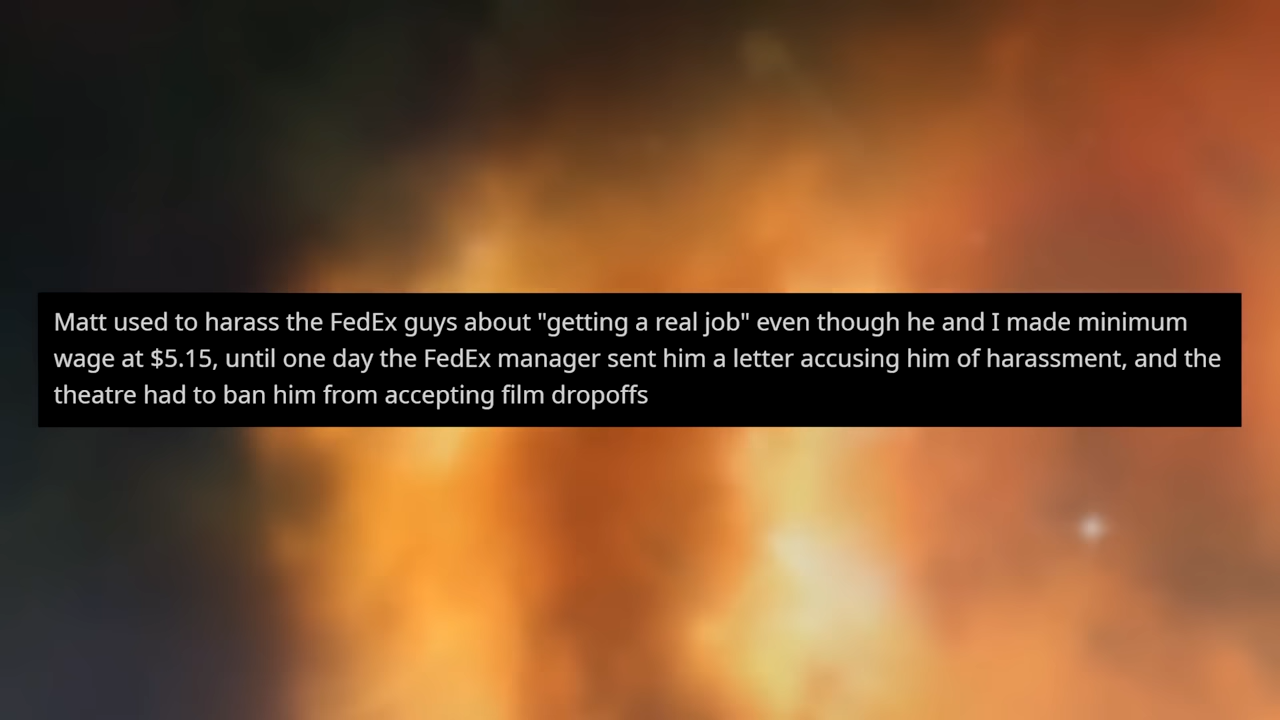 Matt used to harass the FedEx guys about "getting a real job" even though he and I made minimum
wage at $5.15, until one day the FedEx manager sent him a letter accusing him of harassment, and the
theatre had to ban him from accepting film dropoffs